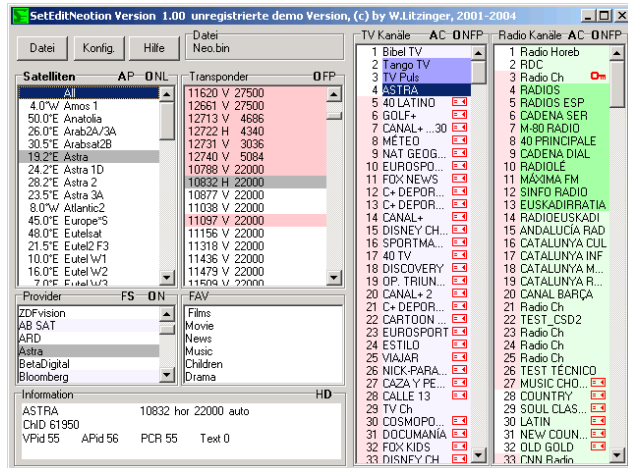 SetEditNeotion Version 1.00 unregistrierte demo Version, (c) by W.Litzinger, 2001-2004
Datei
Konfig.
Hilfe
Datei
Neo.bin
Satelliten AP ONL
All
4.0°W Amos 1
50.0°E Anatolia
26.0°E Arab2A/3A
30.5°E Arabsat2B
19.2°E Astra
24.2°E Astra 1D
28.2°E Astra 2
23.5°E Astra 3A
8.0°W Atlantic2
45.0°E Europe*S
48.0°E Eutelsat
21.5°E Eutel2 F3
10.0°E Eutel W1
16.0°E Eutel W2
7.0°E Eutel W3
Transponder OFP
11620 V 27500
12661 V 27500
12713 V 4686
12722 H 4340
12731 V 3036
12740 V 5084
10788 V 22000
10832 H 22000
10877 V 22000
11038 V 22000
11097 V 22000
11156 V 22000
11318 V 22000
11436 V 22000
11479 V 22000
11509 V 22000
Provider FS ON
ZDFvision
AB SAT
ARD
Astra
BetaDigital
Bloomberg
FAV
Films
Movie
News
Music
Children
Drama
Information HD
ASTRA 10832 hor 22000 auto
ChID 61950
VPid 55 APid 56 PCR 55 Text 0
TV Kanäle AC ONFP
1 Bibel TV
2 Tango TV
3 TV Puls
4 ASTRA
5 40 LATINO
6 GOLF+
7 CANAL+ ...30
8 MÉTEO
9 NAT GEOG...
10 EUROSPO...
11 FOX NEWS
12 C+ DEPOR...
13 C+ DEPOR...
14 CANAL+
15 DISNEY CH...
16 SPORTMA...
17 40 TV
18 DISCOVERY
19 OP. TRIUN...
20 CANAL+ 2
21 C+ DEPOR...
22 CARTOON ...
23 EUROSPORT
24 ESTILO
25 VIAJAR
26 NICK-PARA...
27 CAZA Y PE...
28 CALLE 13
29 TV Ch
30 COSMOPO...
31 DOCUMANÍA
32 FOX KIDS
33 DISNEY CH...
Radio Kanäle AC ONFP
1 Radio Horeb
2 RDC
3 Radio Ch
4 RADIOS
5 RADIOS ESP
6 CADENA SER
7 M-80 RADIO
8 40 PRINCIPALE
9 CADENA DIAL
10 RADIOLÉ
11 MÁXIMA FM
12 SINFO RADIO
13 EUSKADIRRATIA
14 RADIOEUSKADI
15 ANDALUCÍA RAD
16 CATALUNYA CUL
17 CATALUNYA INF
18 CATALUNYA M...
19 CATALUNYA R...
20 CANAL BARÇA
21 Radio Ch
22 TEST_CSD2
23 Radio Ch
24 Radio Ch
25 Radio Ch
26 TEST TÉCNICO
27 MUSIC CHO...
28 COUNTRY
29 SOUL CLAS...
30 LATIN
31 NEW COUN...
32 OLD GOLD
33 CNN Radio